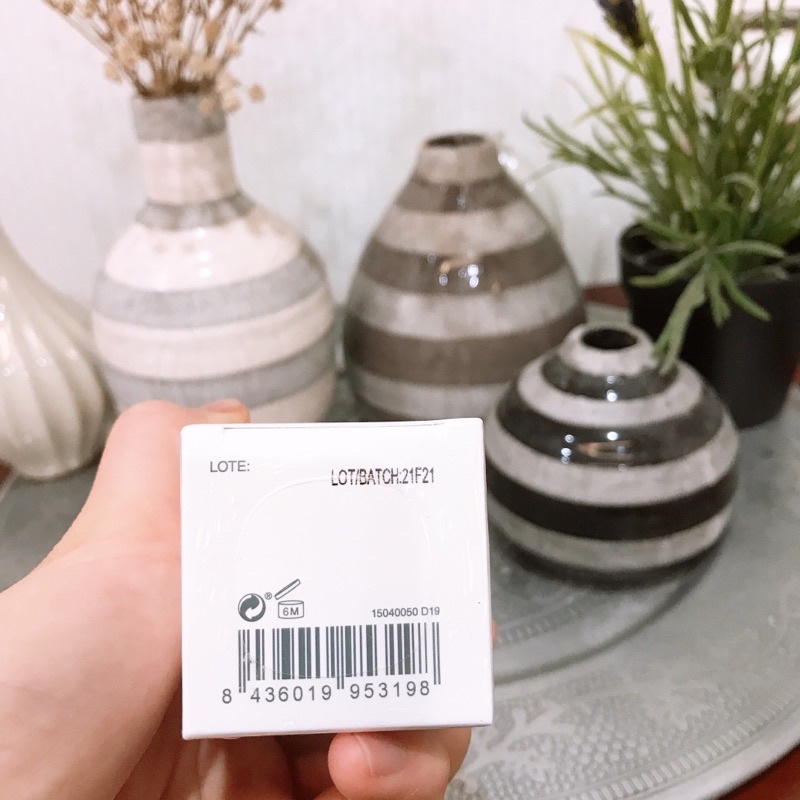 LOTE:
LOT/BATCH:21F21
®
6M
15040050 D19
8 436019 953198